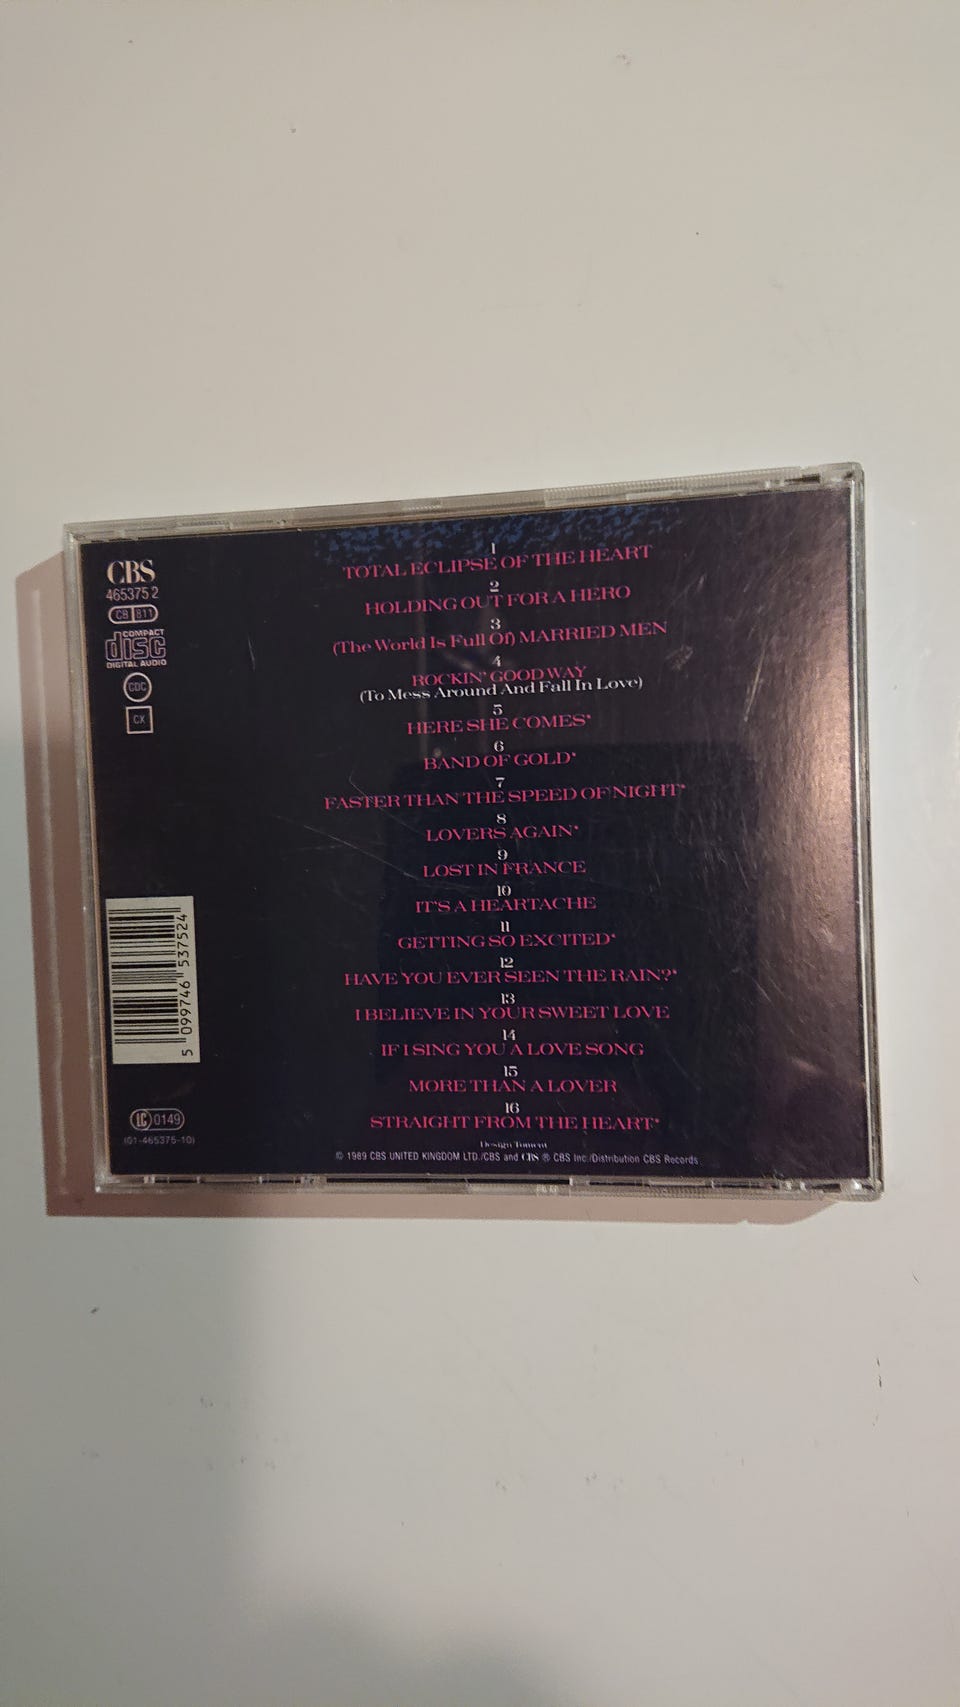 CBS
465375 2
CB 811
COMPACT
disc
DIGITAL AUDIO
CDC
CX
1
TOTAL ECLIPSE OF THE HEART
2
HOLDING OUT FOR A HERO
3
(The World Is Full Of) MARRIED MEN
4
ROCKIN' GOOD WAY
(To Mess Around And Fall In Love)
5
HERE SHE COMES*
6
BAND OF GOLD*
7
FASTER THAN THE SPEED OF NIGHT*
8
LOVERS AGAIN*
9
LOST IN FRANCE
10
IT'S A HEARTACHE
11
GETTING SO EXCITED*
12
HAVE YOU EVER SEEN THE RAIN?*
13
I BELIEVE IN YOUR SWEET LOVE
14
IF I SING YOU A LOVE SONG
15
MORE THAN A LOVER
16
STRAIGHT FROM THE HEART*
Design Toment
© 1989 CBS UNITED KINGDOM LTD./CBS and CBS ® CBS Inc./Distribution CBS Records
5 099746 537524
LC 0149
(01-465375-10)